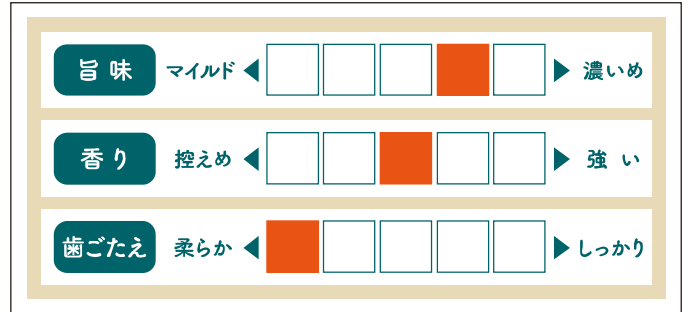 旨味 マイルド ◀ ▶ 濃いめ
香り 控えめ ◀ ▶ 強い
歯ごたえ 柔らか ◀ ▶ しっかり